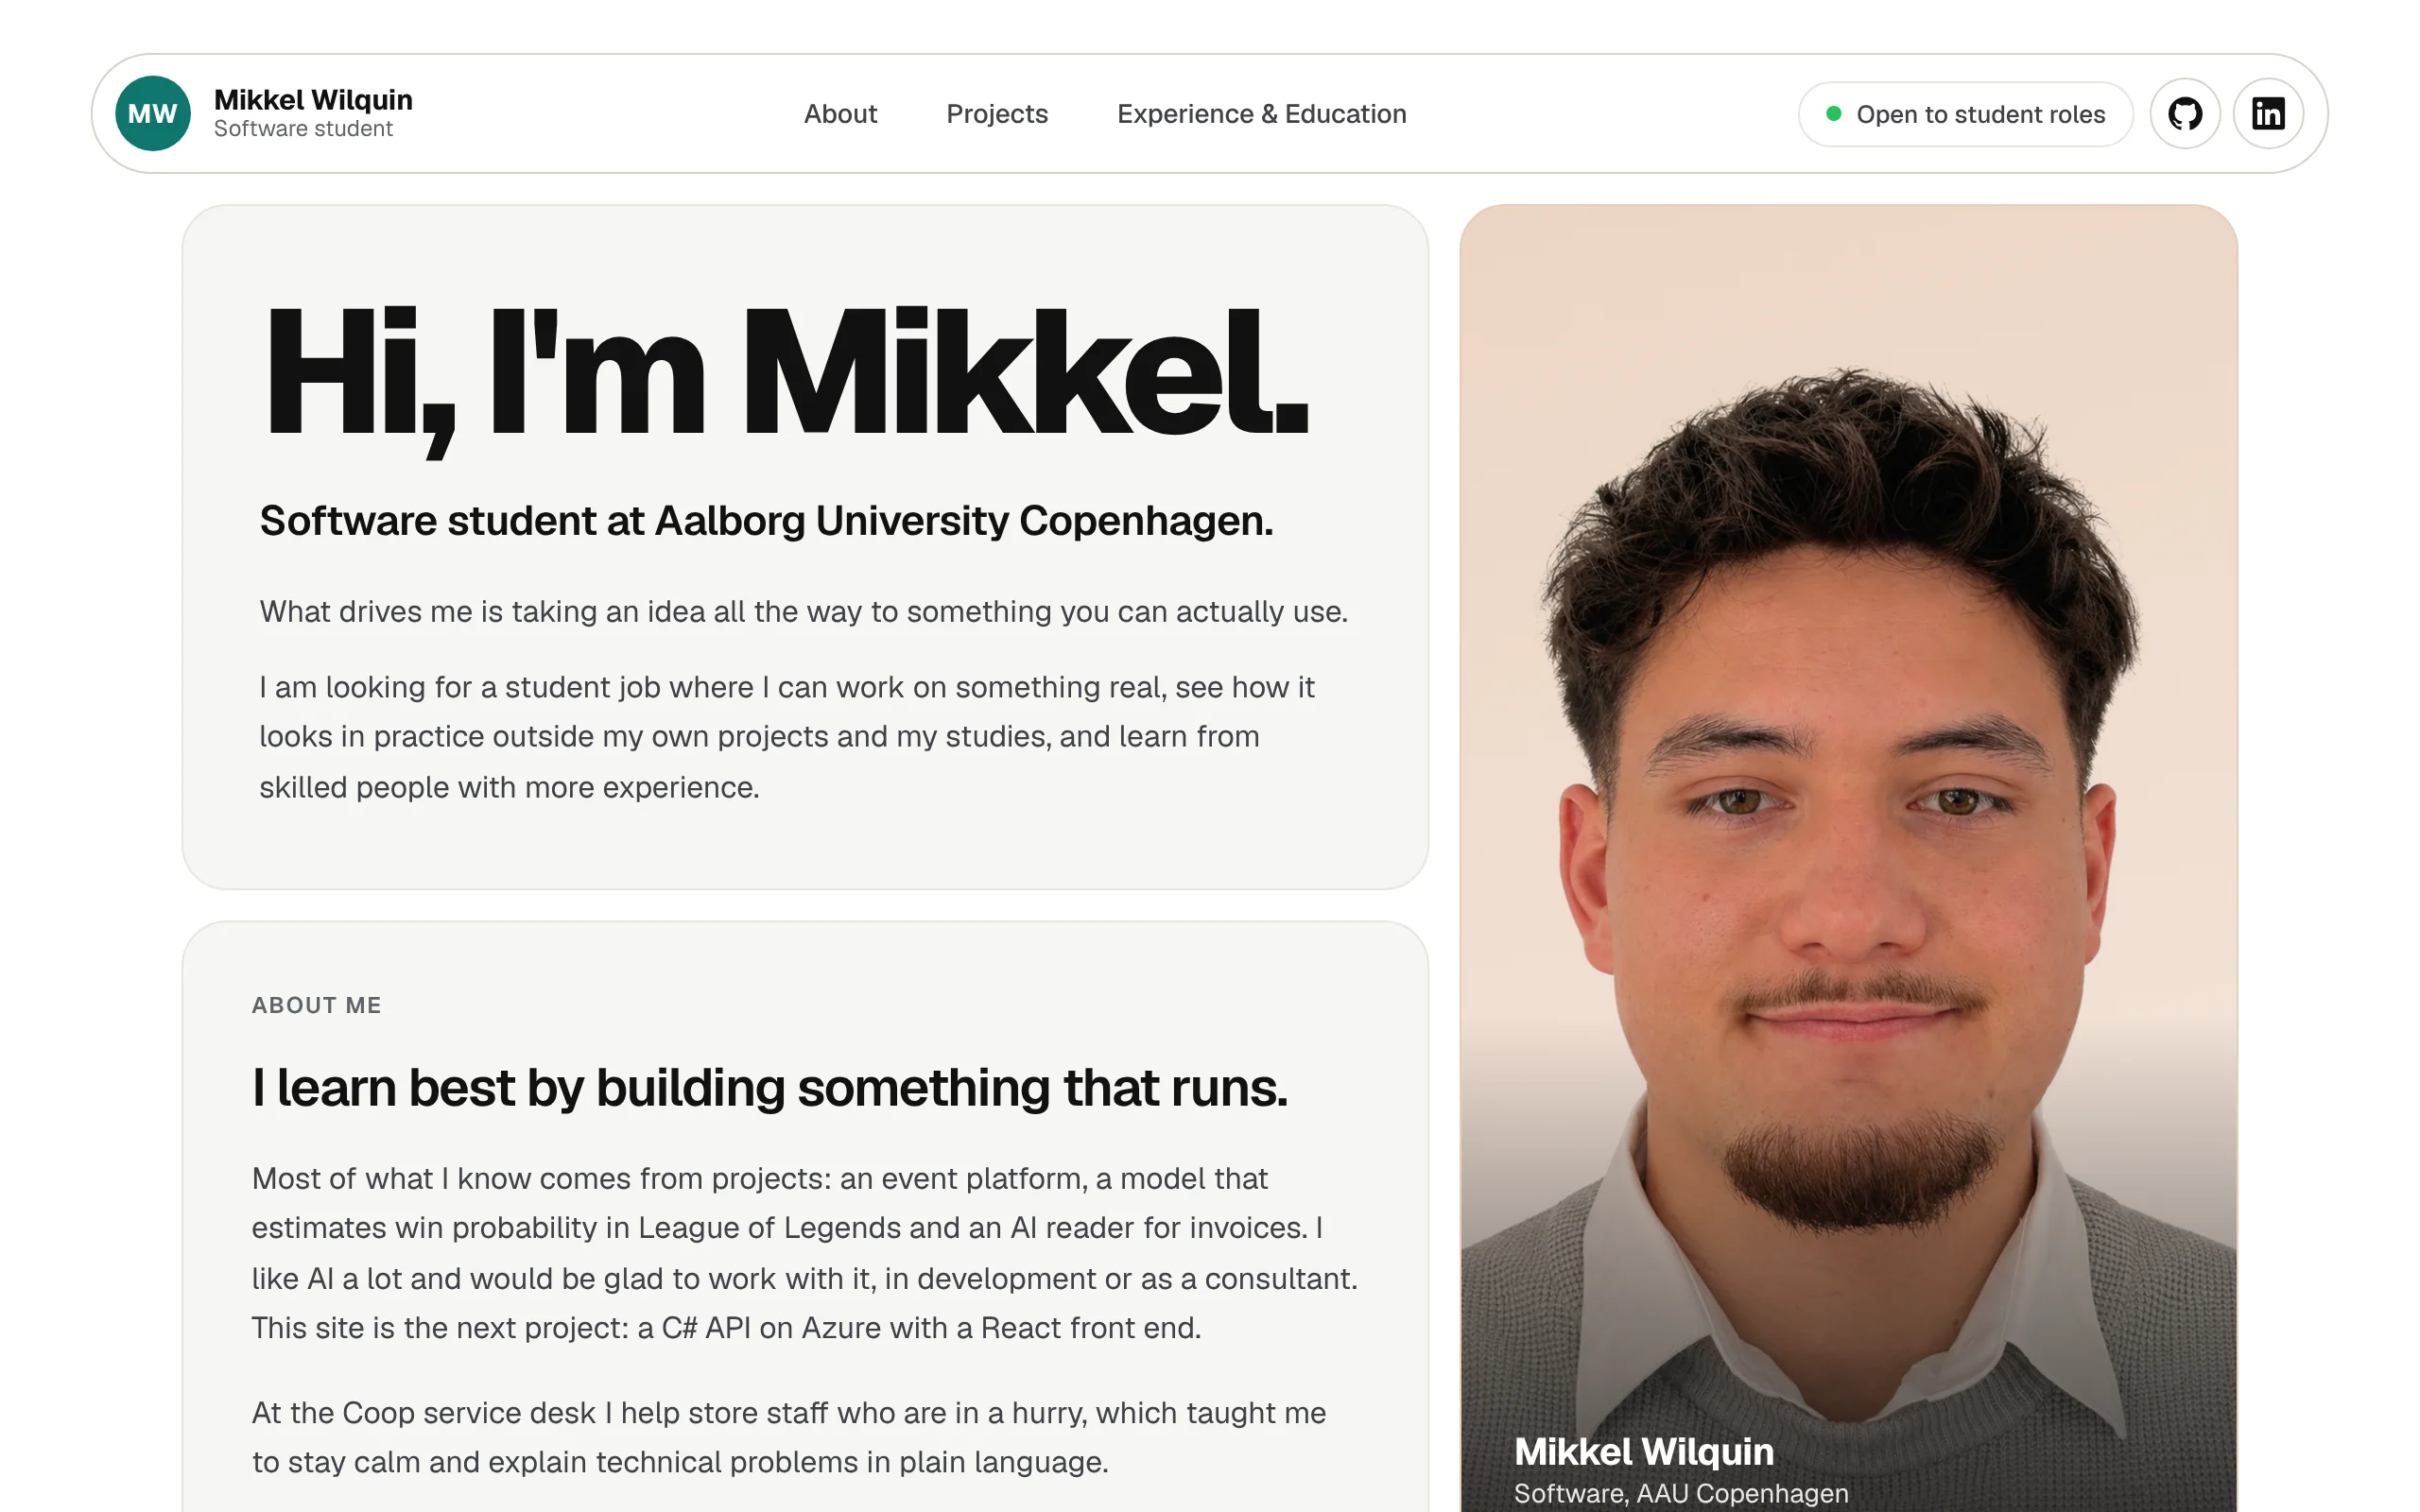 MW
Mikkel Wilquin
Software student
About
Projects
Experience & Education
Open to student roles
in
Hi, I'm Mikkel.
Software student at Aalborg University Copenhagen.
What drives me is taking an idea all the way to something you can actually use.
I am looking for a student job where I can work on something real, see how it
looks in practice outside my own projects and my studies, and learn from
skilled people with more experience.
ABOUT ME
I learn best by building something that runs.
Most of what I know comes from projects: an event platform, a model that
estimates win probability in League of Legends and an AI reader for invoices. I
like AI a lot and would be glad to work with it, in development or as a consultant.
This site is the next project: a C# API on Azure with a React front end.
At the Coop service desk I help store staff who are in a hurry, which taught me
to stay calm and explain technical problems in plain language.
Mikkel Wilquin
Software, AAU Copenhagen